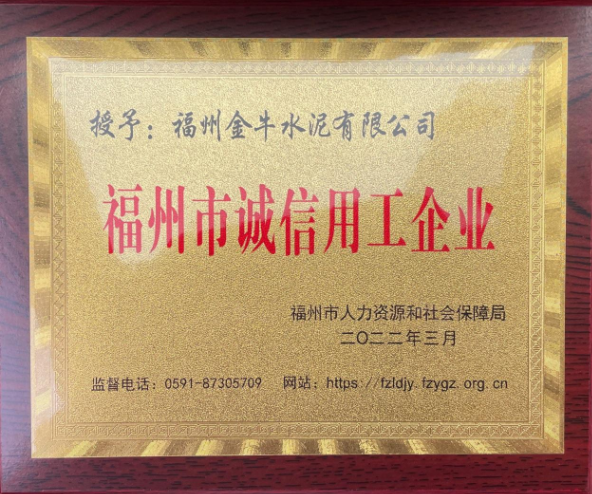 授予：福州金牛水泥有限公司
福州市诚信用工企业
福州市人力资源和社会保障局
二〇二二年三月
监督电话：0591-87305709 网站：https://fzldjy.fzygz.org.cn